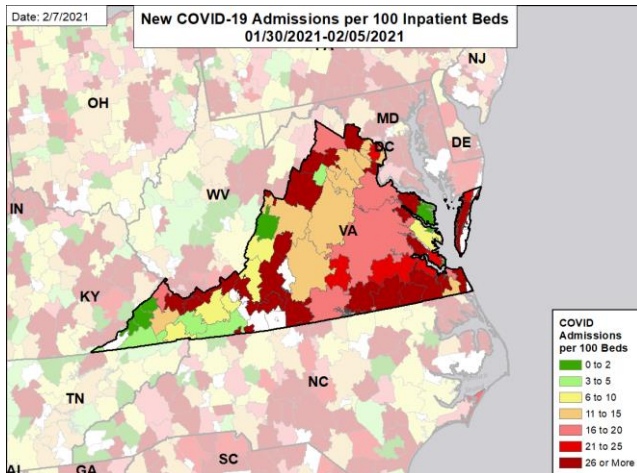 Date: 2/7/2021
New COVID-19 Admissions per 100 Inpatient Beds
01/30/2021-02/05/2021
NJ
OH
MD
DC
DE
WV
IN
VA
KY
TN
NC
SC
GA
COVID
Admissions
per 100 Beds
0 to 2
3 to 5
6 to 10
11 to 15
16 to 20
21 to 25
26 or More